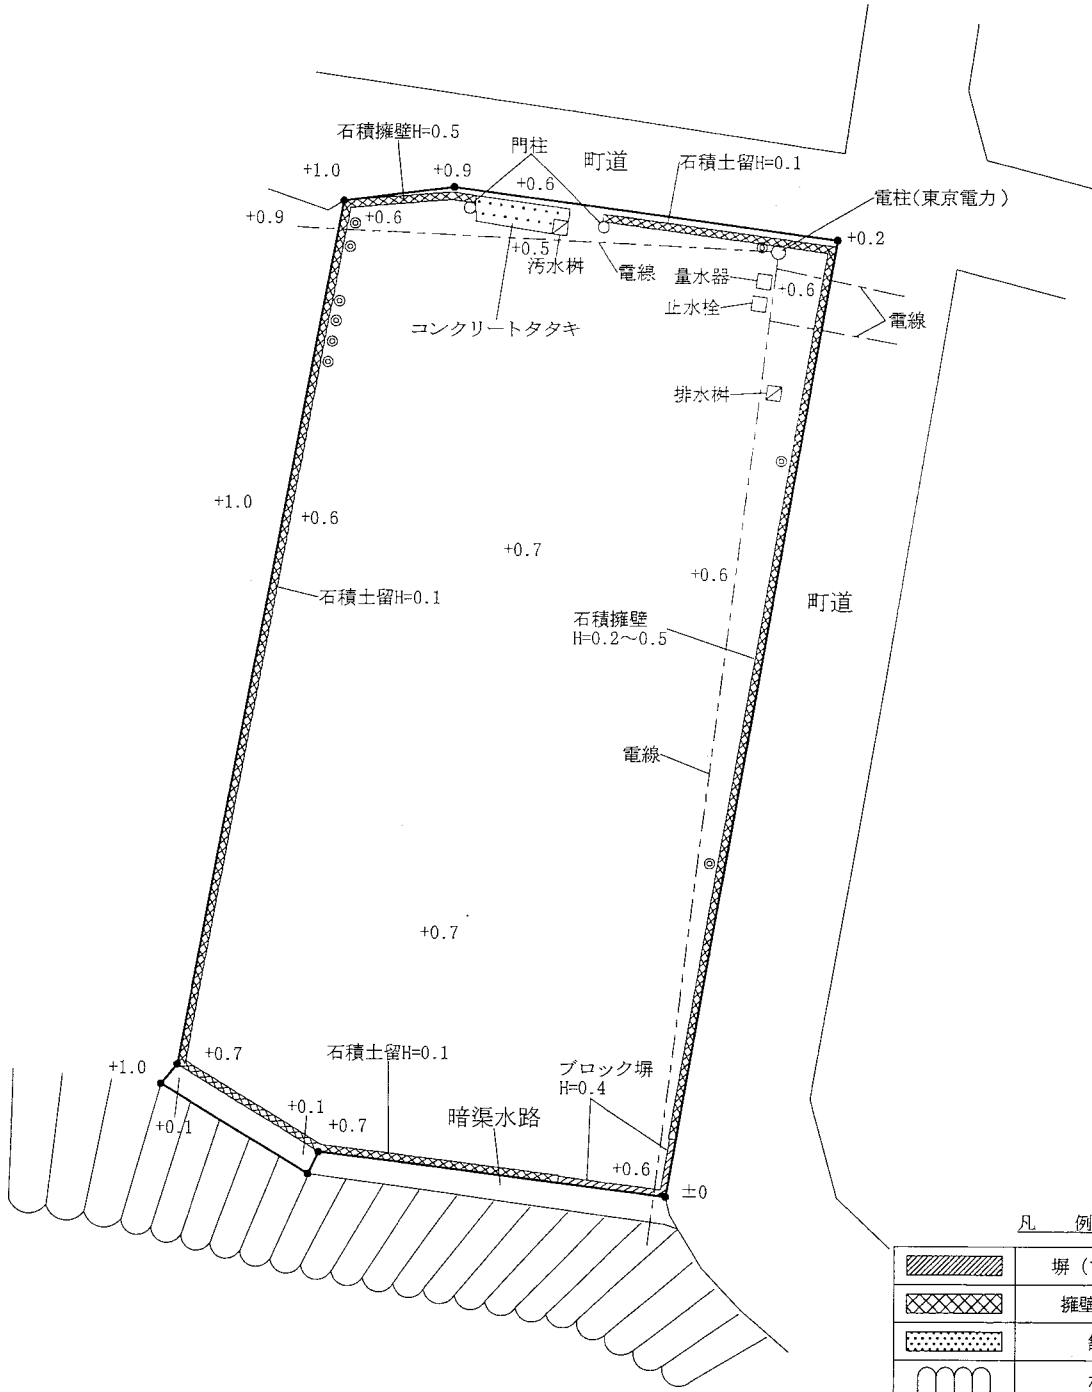 石積擁壁H=0.5
門柱
町道
石積土留H=0.1
+1.0
+0.9
+0.6
電柱(東京電力)
+0.9
+0.6
+0.2
+0.5
汚水桝
電線
量水器
+0.6
止水栓
電線
コンクリートタタキ
排水桝
+1.0
+0.6
+0.7
+0.6
石積土留H=0.1
町道
石積擁壁
H=0.2～0.5
電線
+0.7
+0.7
石積土留H=0.1
+1.0
ブロック塀
H=0.4
+0.1
+0.1
+0.7
暗渠水路
+0.6
±0
凡 例
塀(
擁壁